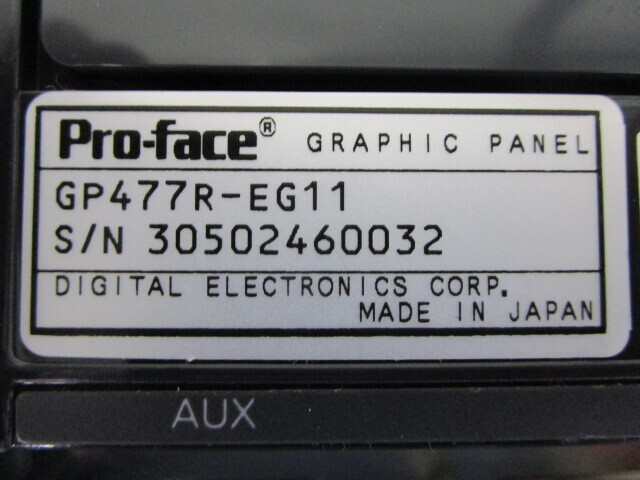 Pro-face® GRAPHIC PANEL
GP477R-EG11
S/N 30502460032
DIGITAL ELECTRONICS CORP.
MADE IN JAPAN
AUX